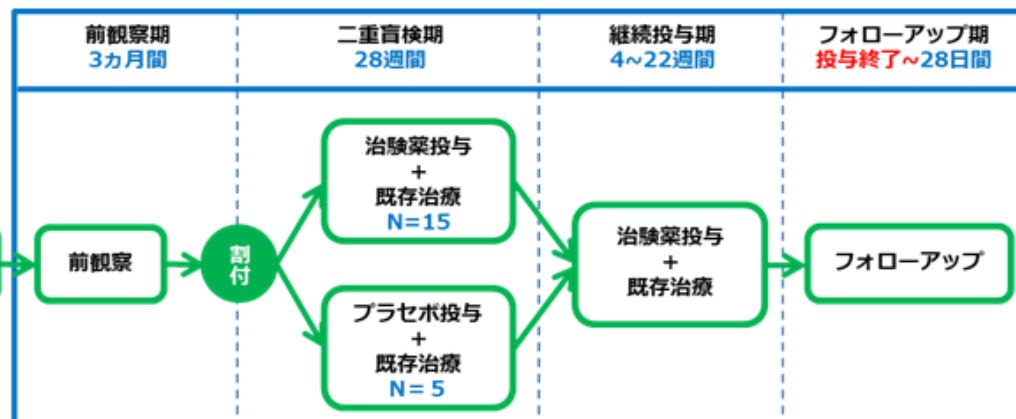 前観察期
3ヵ月間
二重盲検期
28週間
継続投与期
4~22週間
フォローアップ期
投与終了~28日間
前観察
割
付
治験薬投与
+
既存治療
N=15
プラセボ投与
+
既存治療
N= 5
治験薬投与
+
既存治療
フォローアップ